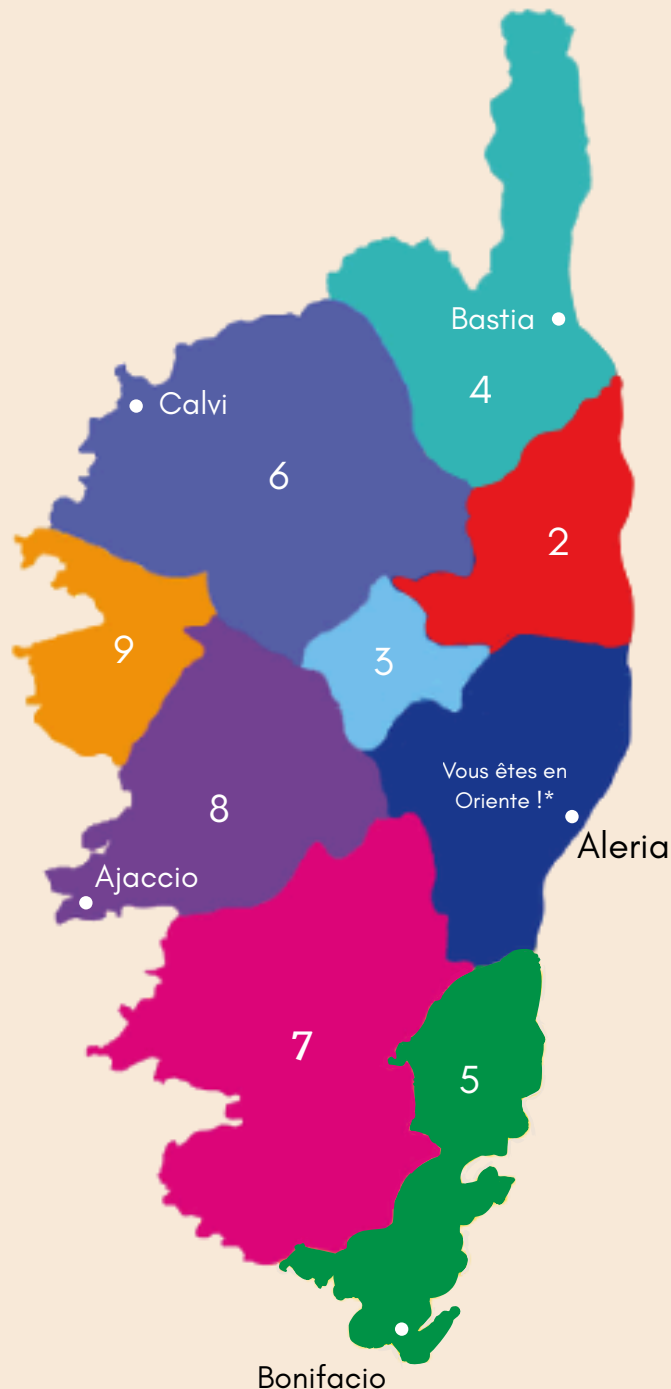 Bastia
4
Calvi
6
2
9
3
Vous êtes en
Oriente !*
8
Aleria
Ajaccio
7
5
Bonifacio